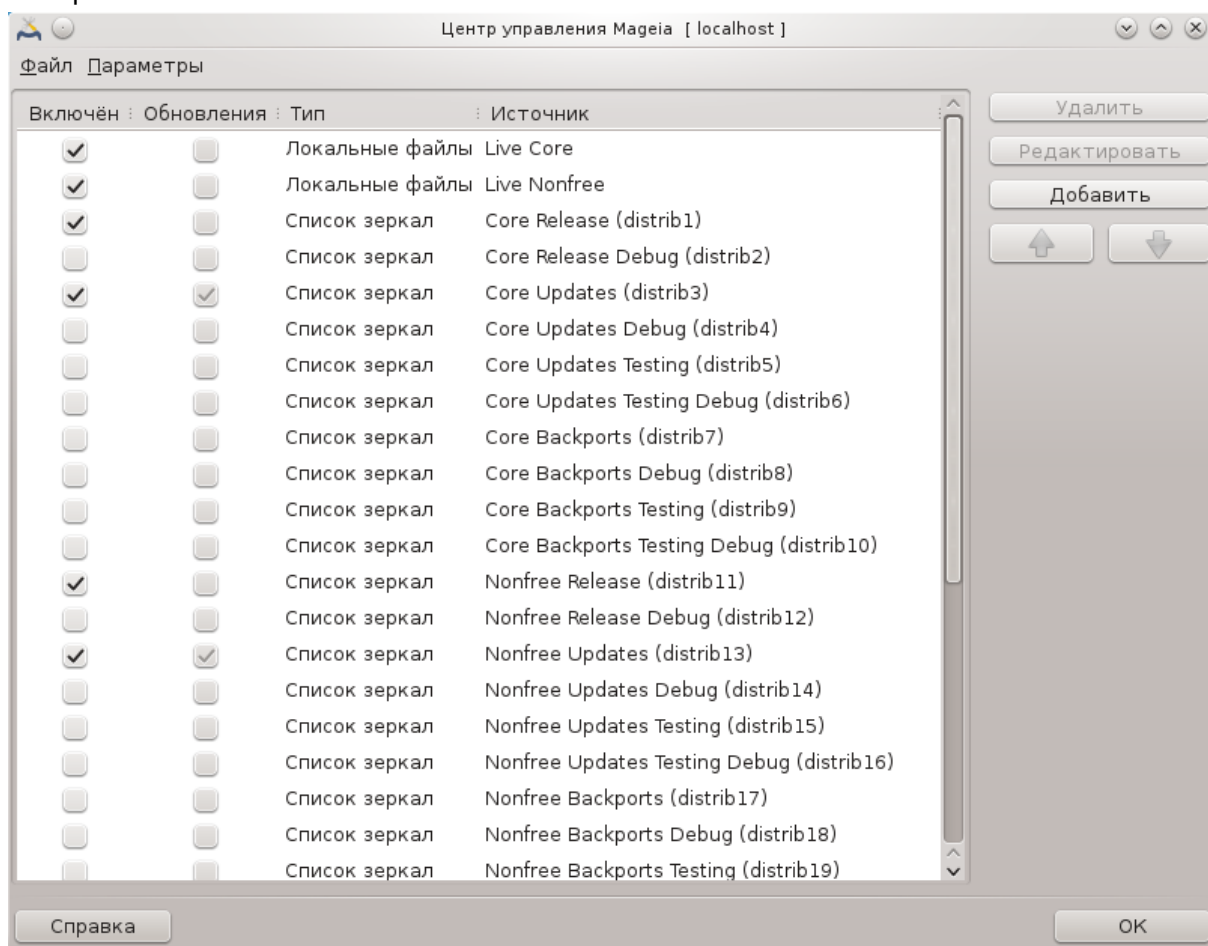 Центр управления Mageia [ localhost ]
Файл Параметры
Включён Обновления Тип Источник
Локальные файлы Live Core
Локальные файлы Live Nonfree
Список зеркал Core Release (distrib1)
Список зеркал Core Release Debug (distrib2)
Список зеркал Core Updates (distrib3)
Список зеркал Core Updates Debug (distrib4)
Список зеркал Core Updates Testing (distrib5)
Список зеркал Core Updates Testing Debug (distrib6)
Список зеркал Core Backports (distrib7)
Список зеркал Core Backports Debug (distrib8)
Список зеркал Core Backports Testing (distrib9)
Список зеркал Core Backports Testing Debug (distrib10)
Список зеркал Nonfree Release (distrib11)
Список зеркал Nonfree Release Debug (distrib12)
Список зеркал Nonfree Updates (distrib13)
Список зеркал Nonfree Updates Debug (distrib14)
Список зеркал Nonfree Updates Testing (distrib15)
Список зеркал Nonfree Updates Testing Debug (distrib16)
Список зеркал Nonfree Backports (distrib17)
Список зеркал Nonfree Backports Debug (distrib18)
Список зеркал Nonfree Backports Testing (distrib19)
Удалить
Редактировать
Добавить
Справка
OK